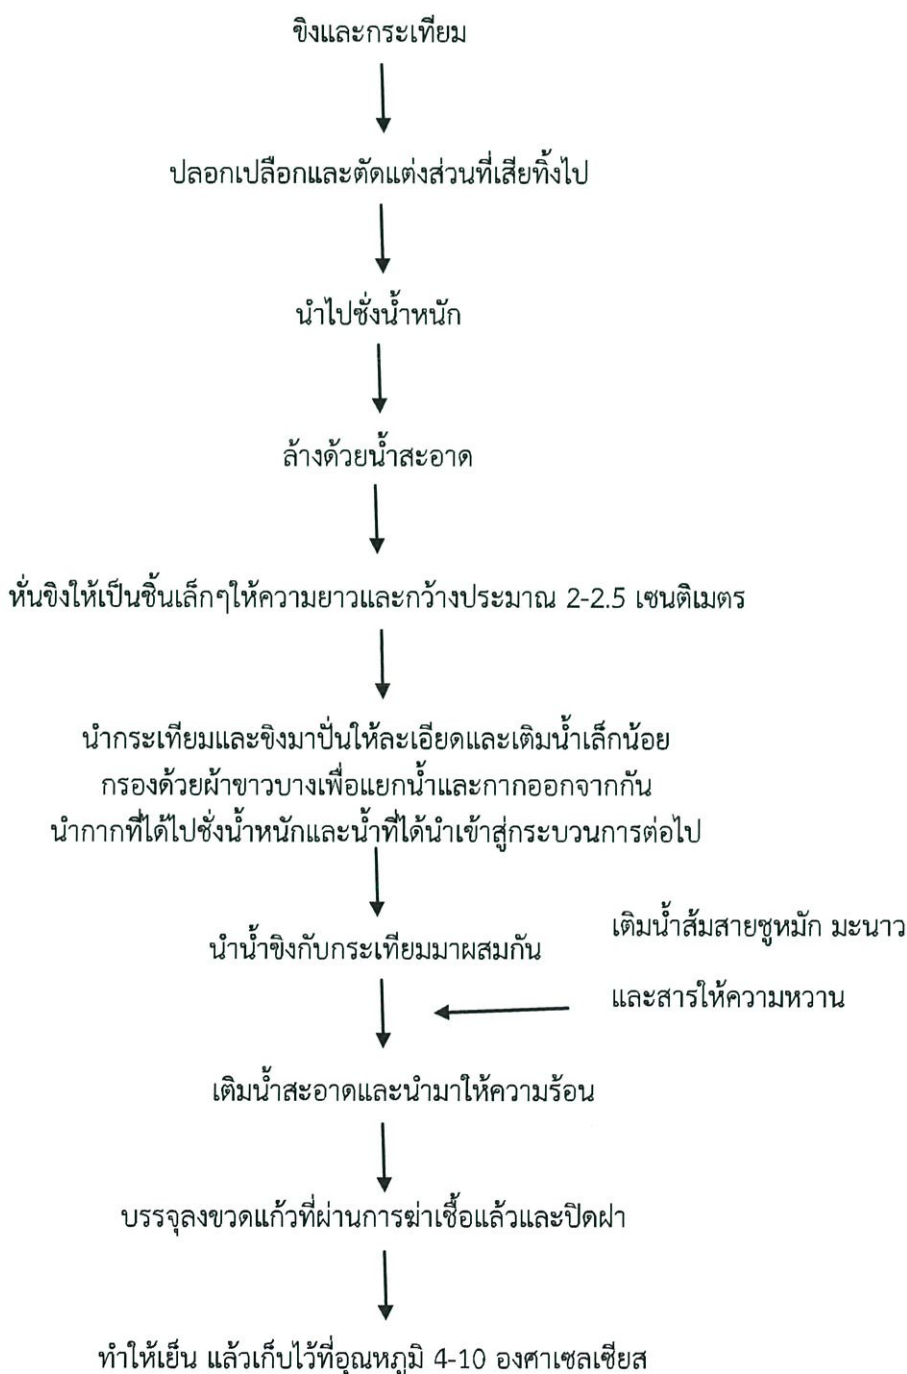 ขิงและกระเทียม
ปลอกเปลือกและตัดแต่งส่วนที่เสียทิ้งไป
นำไปชั่งน้ำหนัก
ล้างด้วยน้ำสะอาด
หั่นขิงให้เป็นชิ้นเล็กๆให้ความยาวและกว้างประมาณ 2-2.5 เซนติเมตร
นำกระเทียมและขิงมาปั่นให้ละเอียดและเติมน้ำเล็กน้อย
กรองด้วยผ้าขาวบางเพื่อแยกน้ำและกากออกจากกัน
นำกากที่ได้ไปชั่งน้ำหนักและน้ำที่ได้นำเข้าสู่กระบวนการต่อไป
นำน้ำขิงกับกระเทียมมาผสมกัน
เติมน้ำส้มสายชูหมัก มะนาว
และสารให้ความหวาน
เติมน้ำสะอาดและนำมาให้ความร้อน
บรรจุลงขวดแก้วที่ผ่านการฆ่าเชื้อแล้วและปิดฝา
ทำให้เย็น แล้วเก็บไว้ที่อุณหภูมิ 4-10 องศาเซลเซียส